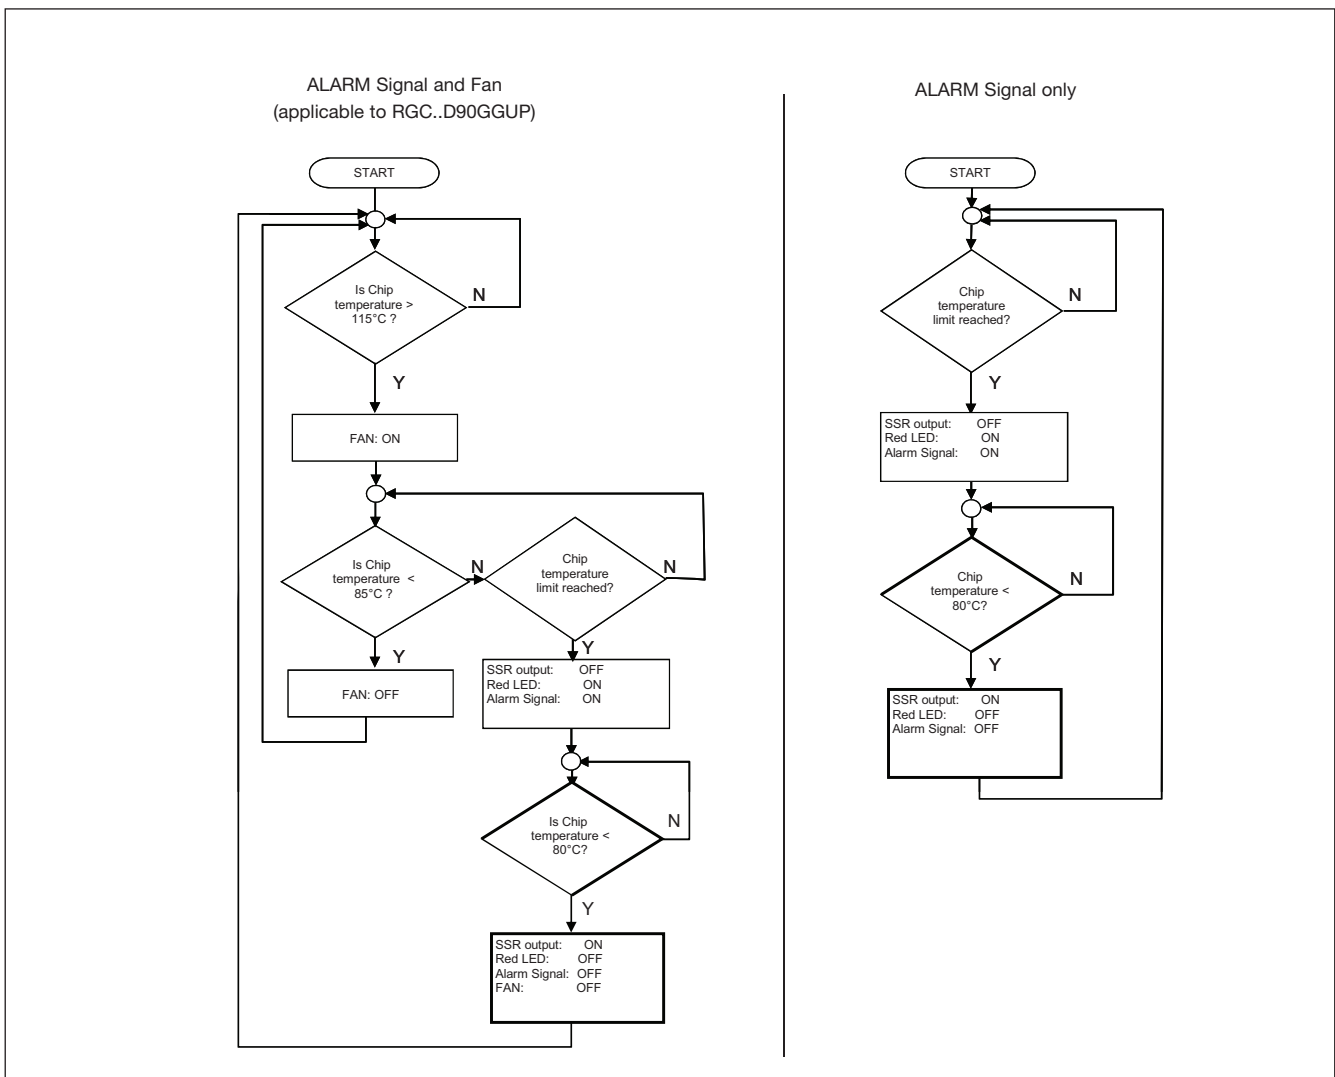 ALARM Signal and Fan
(applicable to RGC..D90GGUP)
START
Is Chip
temperature >
115°C ?
N
Y
FAN: ON
Is Chip
temperature <
85°C ?
N
Chip
temperature
limit reached?
N
Y
Y
FAN: OFF
SSR output: OFF
Red LED: ON
Alarm Signal: ON
Is Chip
temperature <
80°C?
N
Y
SSR output: ON
Red LED: OFF
Alarm Signal: OFF
FAN: OFF
ALARM Signal only
START
Chip
temperature
limit reached?
N
Y
SSR output: OFF
Red LED: ON
Alarm Signal: ON
Chip
temperature <
80°C?
N
Y
SSR output: ON
Red LED: OFF
Alarm Signal: OFF